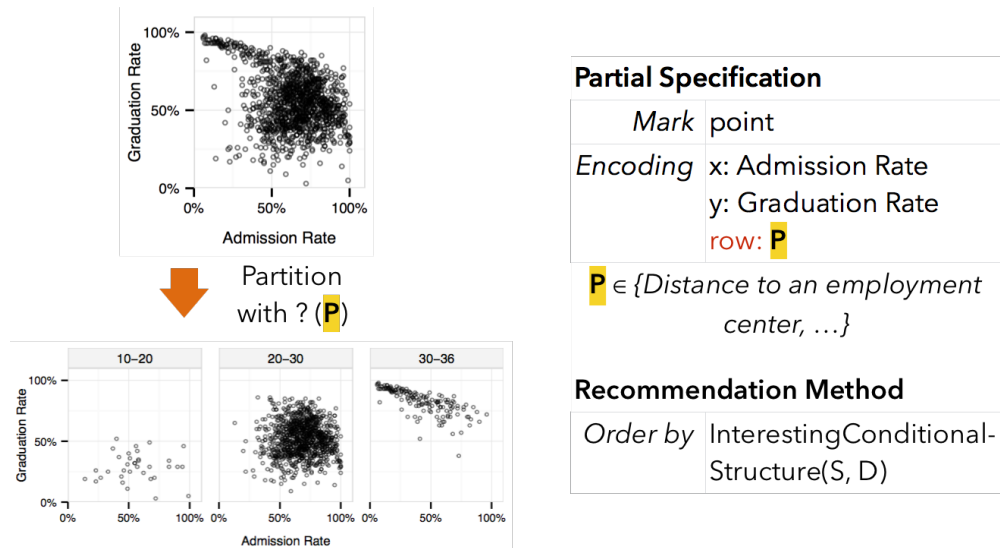 100%
50%
0%
Graduation Rate
0% 50% 100%
Admission Rate
Partition
with ? (P)
10–20 20–30 30–36
100%
50%
0%
Graduation Rate
0% 50% 100% 0% 50% 100% 0% 50% 100%
Admission Rate
Partial Specification
Mark point
Encoding x: Admission Rate
y: Graduation Rate
row: P
P ∈ {Distance to an employment
center, ...}
Recommendation Method
Order by InterestingConditional-
Structure(S, D)